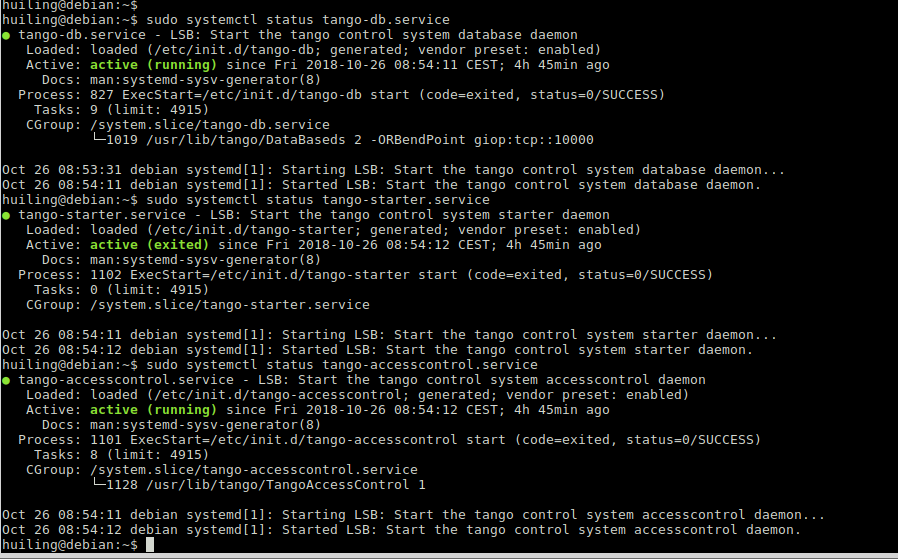 huiling@debian:~$
huiling@debian:~$ sudo systemctl status tango-db.service
● tango-db.service - LSB: Start the tango control system database daemon
   Loaded: loaded (/etc/init.d/tango-db; generated; vendor preset: enabled)
   Active: active (running) since Fri 2018-10-26 08:54:11 CEST; 4h 45min ago
     Docs: man:systemd-sysv-generator(8)
  Process: 827 ExecStart=/etc/init.d/tango-db start (code=exited, status=0/SUCCESS)
    Tasks: 9 (limit: 4915)
   CGroup: /system.slice/tango-db.service
           └─1019 /usr/lib/tango/DataBaseds 2 -ORBendPoint giop:tcp::10000

Oct 26 08:53:31 debian systemd[1]: Starting LSB: Start the tango control system database daemon...
Oct 26 08:54:11 debian systemd[1]: Started LSB: Start the tango control system database daemon.
huiling@debian:~$ sudo systemctl status tango-starter.service
● tango-starter.service - LSB: Start the tango control system starter daemon
   Loaded: loaded (/etc/init.d/tango-starter; generated; vendor preset: enabled)
   Active: active (exited) since Fri 2018-10-26 08:54:12 CEST; 4h 45min ago
     Docs: man:systemd-sysv-generator(8)
  Process: 1102 ExecStart=/etc/init.d/tango-starter start (code=exited, status=0/SUCCESS)
    Tasks: 0 (limit: 4915)
   CGroup: /system.slice/tango-starter.service

Oct 26 08:54:11 debian systemd[1]: Starting LSB: Start the tango control system starter daemon...
Oct 26 08:54:12 debian systemd[1]: Started LSB: Start the tango control system starter daemon.
huiling@debian:~$ sudo systemctl status tango-accesscontrol.service
● tango-accesscontrol.service - LSB: Start the tango control system accesscontrol daemon
   Loaded: loaded (/etc/init.d/tango-accesscontrol; generated; vendor preset: enabled)
   Active: active (running) since Fri 2018-10-26 08:54:12 CEST; 4h 45min ago
     Docs: man:systemd-sysv-generator(8)
  Process: 1101 ExecStart=/etc/init.d/tango-accesscontrol start (code=exited, status=0/SUCCESS)
    Tasks: 8 (limit: 4915)
   CGroup: /system.slice/tango-accesscontrol.service
           └─1128 /usr/lib/tango/TangoAccessControl 1

Oct 26 08:54:11 debian systemd[1]: Starting LSB: Start the tango control system accesscontrol daemon...
Oct 26 08:54:12 debian systemd[1]: Started LSB: Start the tango control system accesscontrol daemon.
huiling@debian:~$